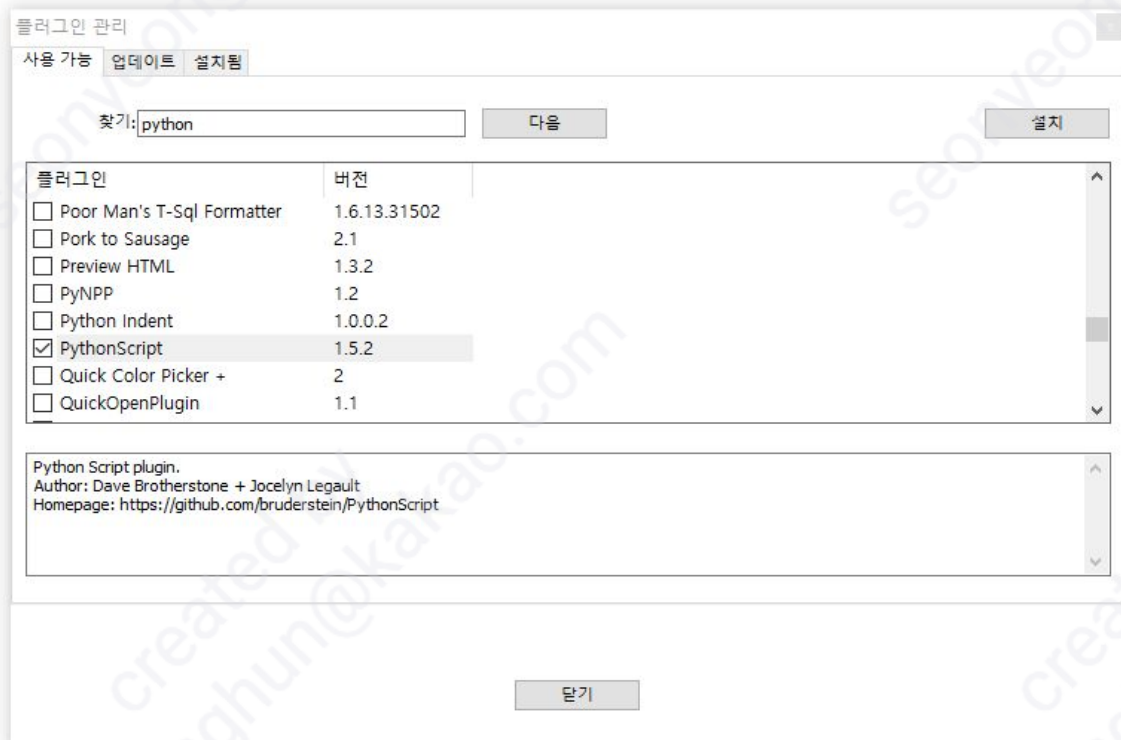 플러그인 관리
사용 가능 업데이트 설치됨
찾기: python 다음 설치
플러그인 버전
Poor Man's T-Sql Formatter 1.6.13.31502
Pork to Sausage 2.1
Preview HTML 1.3.2
PyNPP 1.2
Python Indent 1.0.0.2
PythonScript 1.5.2
Quick Color Picker + 2
QuickOpenPlugin 1.1
Python Script plugin.
Author: Dave Brotherstone + Jocelyn Legault
Homepage: https://github.com/bruderstein/PythonScript
닫기
created by